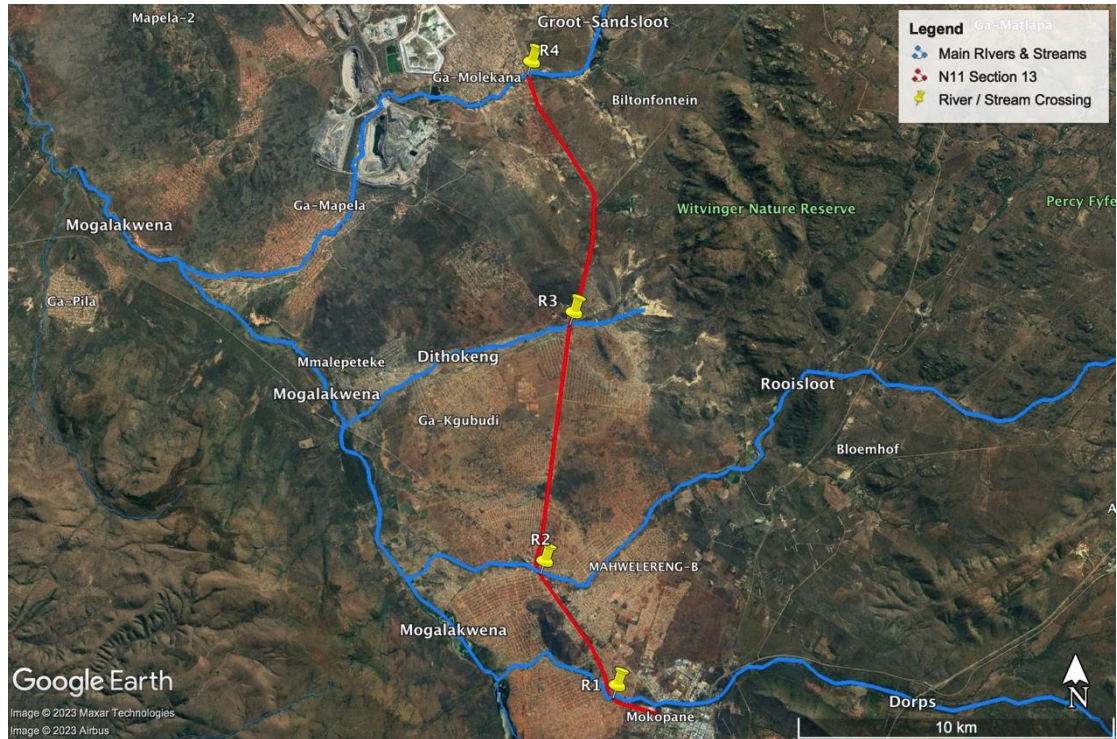 Mapela-2
Groot-Sandsloot
Ga-Matlapa
Legend
Main RIvers & Streams
N11 Section 13
River / Stream Crossing
R4
Ga-Molekana
Biltonfontein
Ga-Mapela
Witvinger Nature Reserve
Percy Fyfe
Mogalakwena
Ga-Pila
R3
Mmalepeteke
Dithokeng
Mogalakwena
Rooisloot
Ga-Kgubudi
Bloemhof
A
R2
MAHWELERENG-B
Mogalakwena
R1
Mokopane
Dorps
N
10 km
Google Earth
Image © 2023 Maxar Technologies
Image © 2023 Airbus